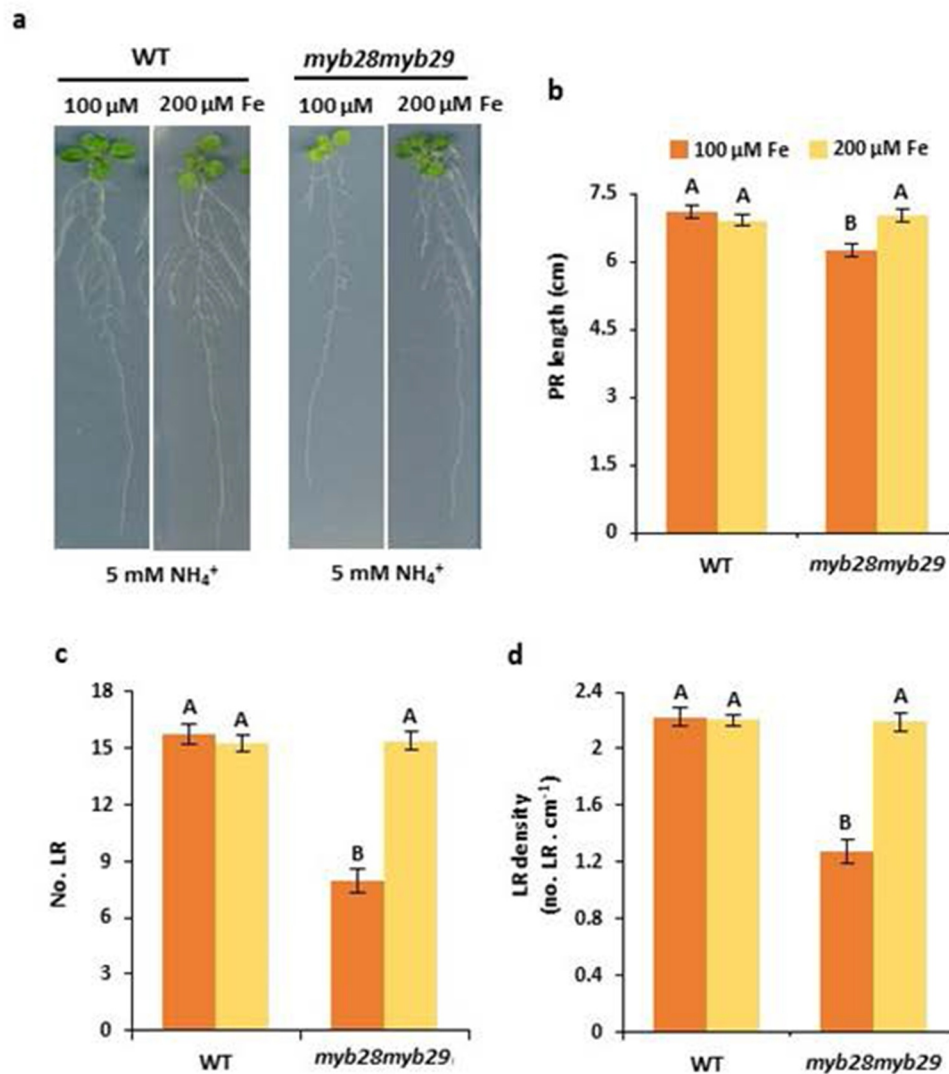 a
WT
myb28myb29
100 µM
200 µM Fe
100 µM
200 µM Fe
5 mM NH₄⁺
5 mM NH₄⁺
b
100 µM Fe
200 µM Fe
PR length (cm)
7.5
6
4.5
3
1.5
0
A
A
B
A
WT
myb28myb29
c
No. LR
18
15
12
9
6
3
0
A
A
B
A
WT
myb28myb29
d
LR density
(no. LR . cm⁻¹)
2.4
2
1.6
1.2
0.8
0.4
0
A
A
B
A
WT
myb28myb29